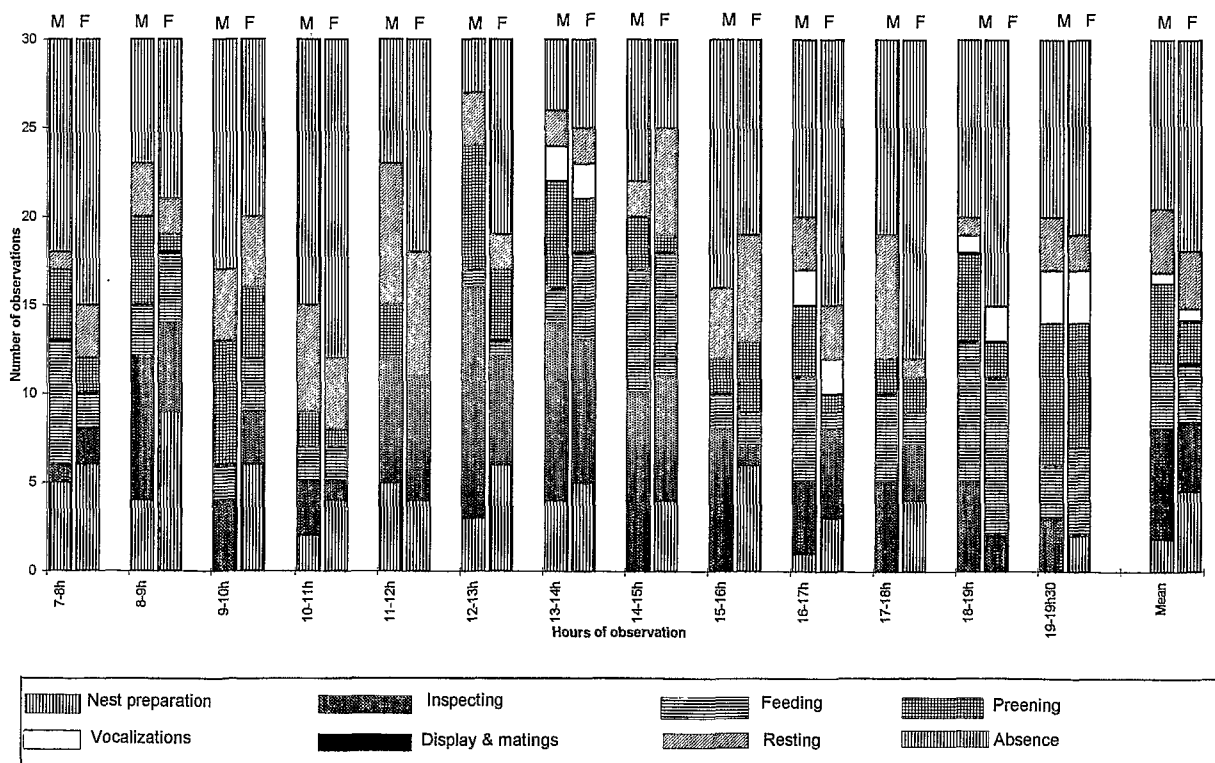 M F M F M F M F M F M F M F M F M F M F M F M F M F M F
30
25
20
15
10
5
0
Number of observations
7-8h
8-9h
9-10h
10-11h
11-12h
12-13h
13-14h
14-15h
15-16h
16-17h
17-18h
18-19h
19-19h30
Mean
Hours of observation
Nest preparation Inspecting Feeding Preening
Vocalizations Display & matings Resting Absence